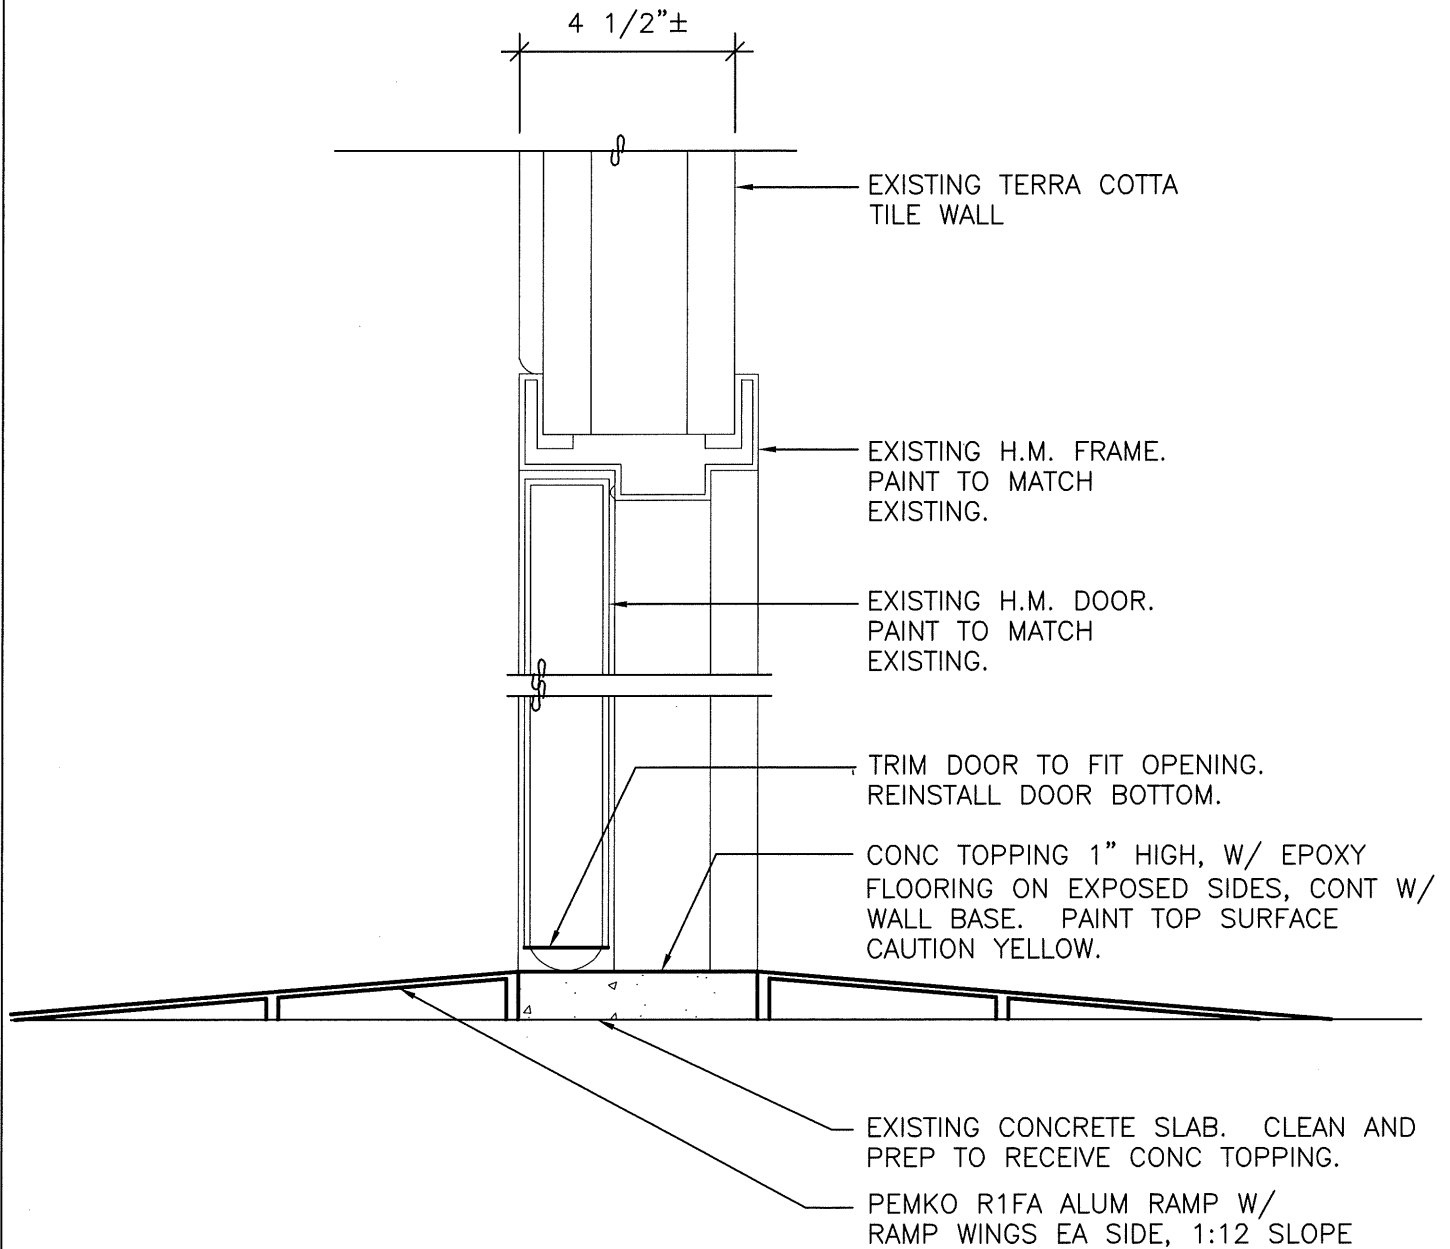 4 1/2"±
EXISTING TERRA COTTA
TILE WALL
EXISTING H.M. FRAME.
PAINT TO MATCH
EXISTING.
EXISTING H.M. DOOR.
PAINT TO MATCH
EXISTING.
TRIM DOOR TO FIT OPENING.
REINSTALL DOOR BOTTOM.
CONC TOPPING 1" HIGH, W/ EPOXY
FLOORING ON EXPOSED SIDES, CONT W/
WALL BASE. PAINT TOP SURFACE
CAUTION YELLOW.
EXISTING CONCRETE SLAB. CLEAN AND
PREP TO RECEIVE CONC TOPPING.
PEMKO R1FA ALUM RAMP W/
RAMP WINGS EA SIDE, 1:12 SLOPE